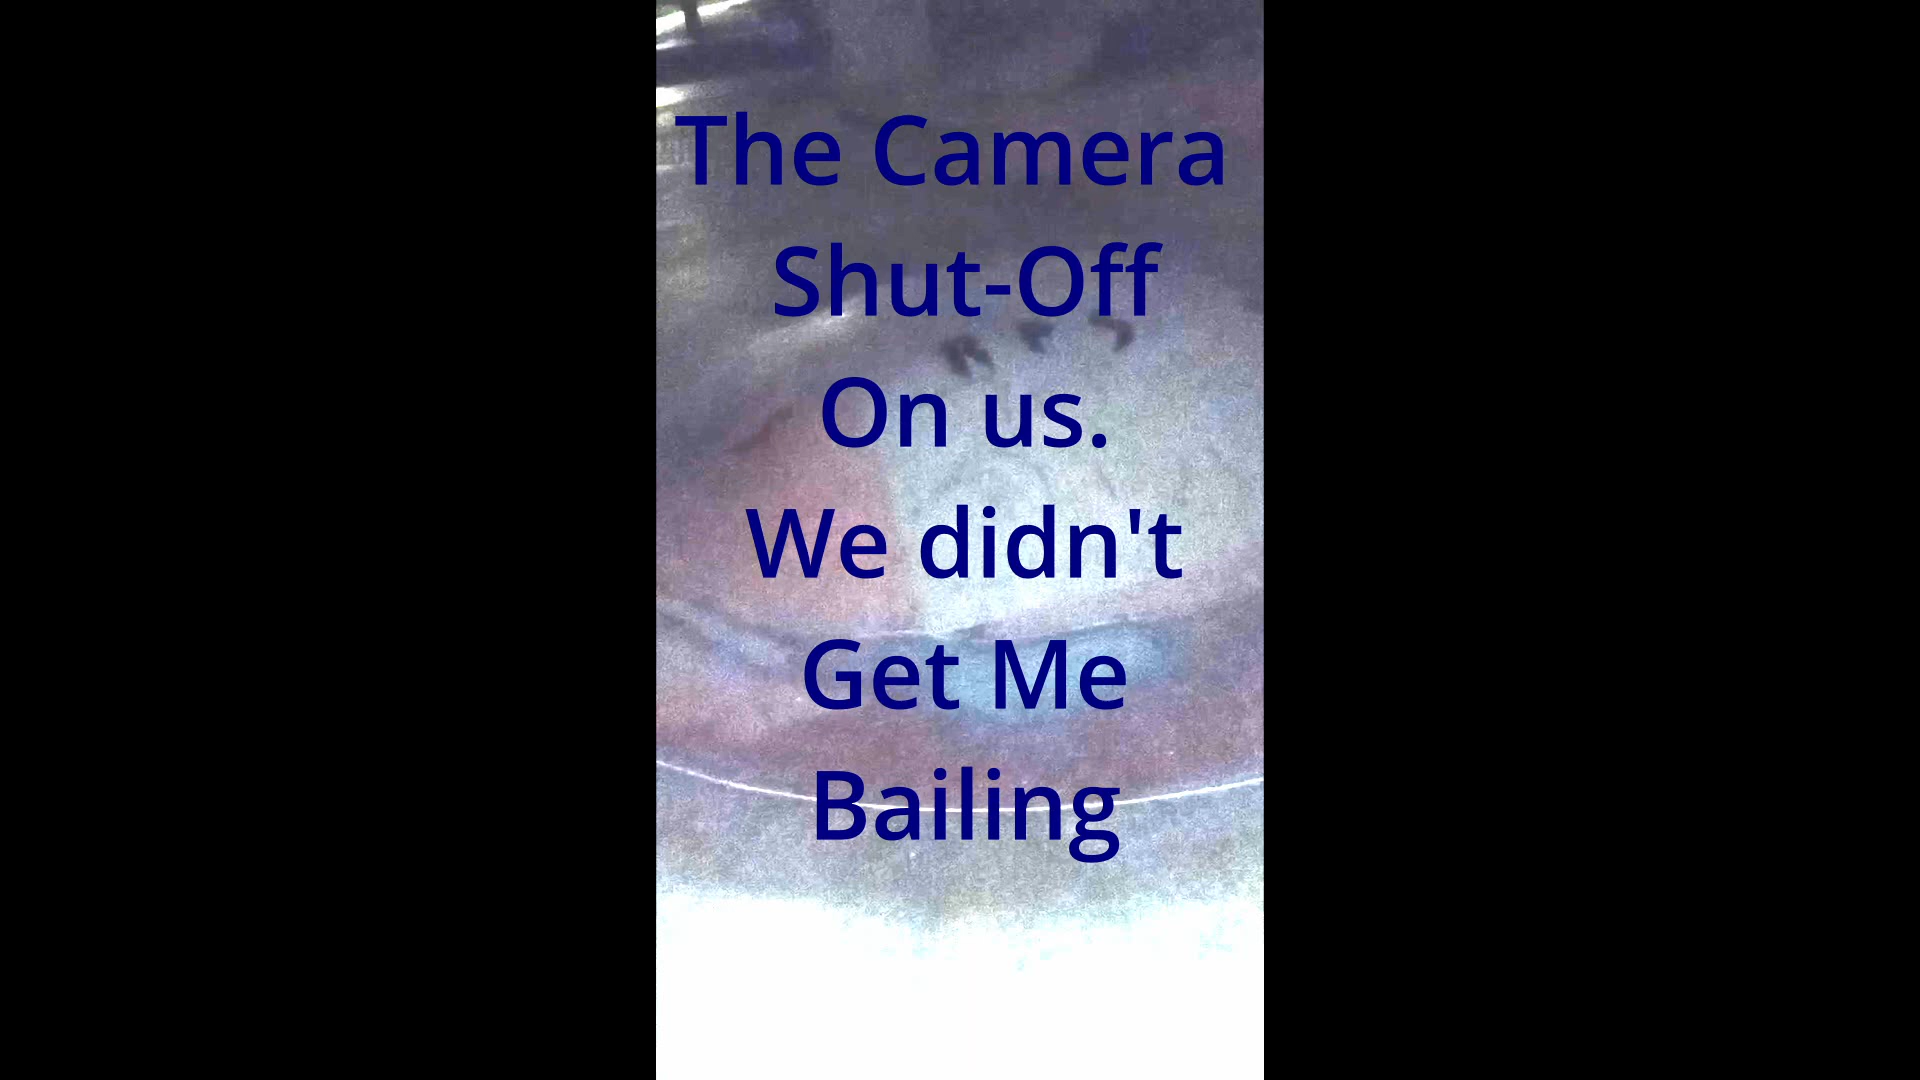 The Camera
Shut-Off
On us.
We didn't
Get Me
Bailing